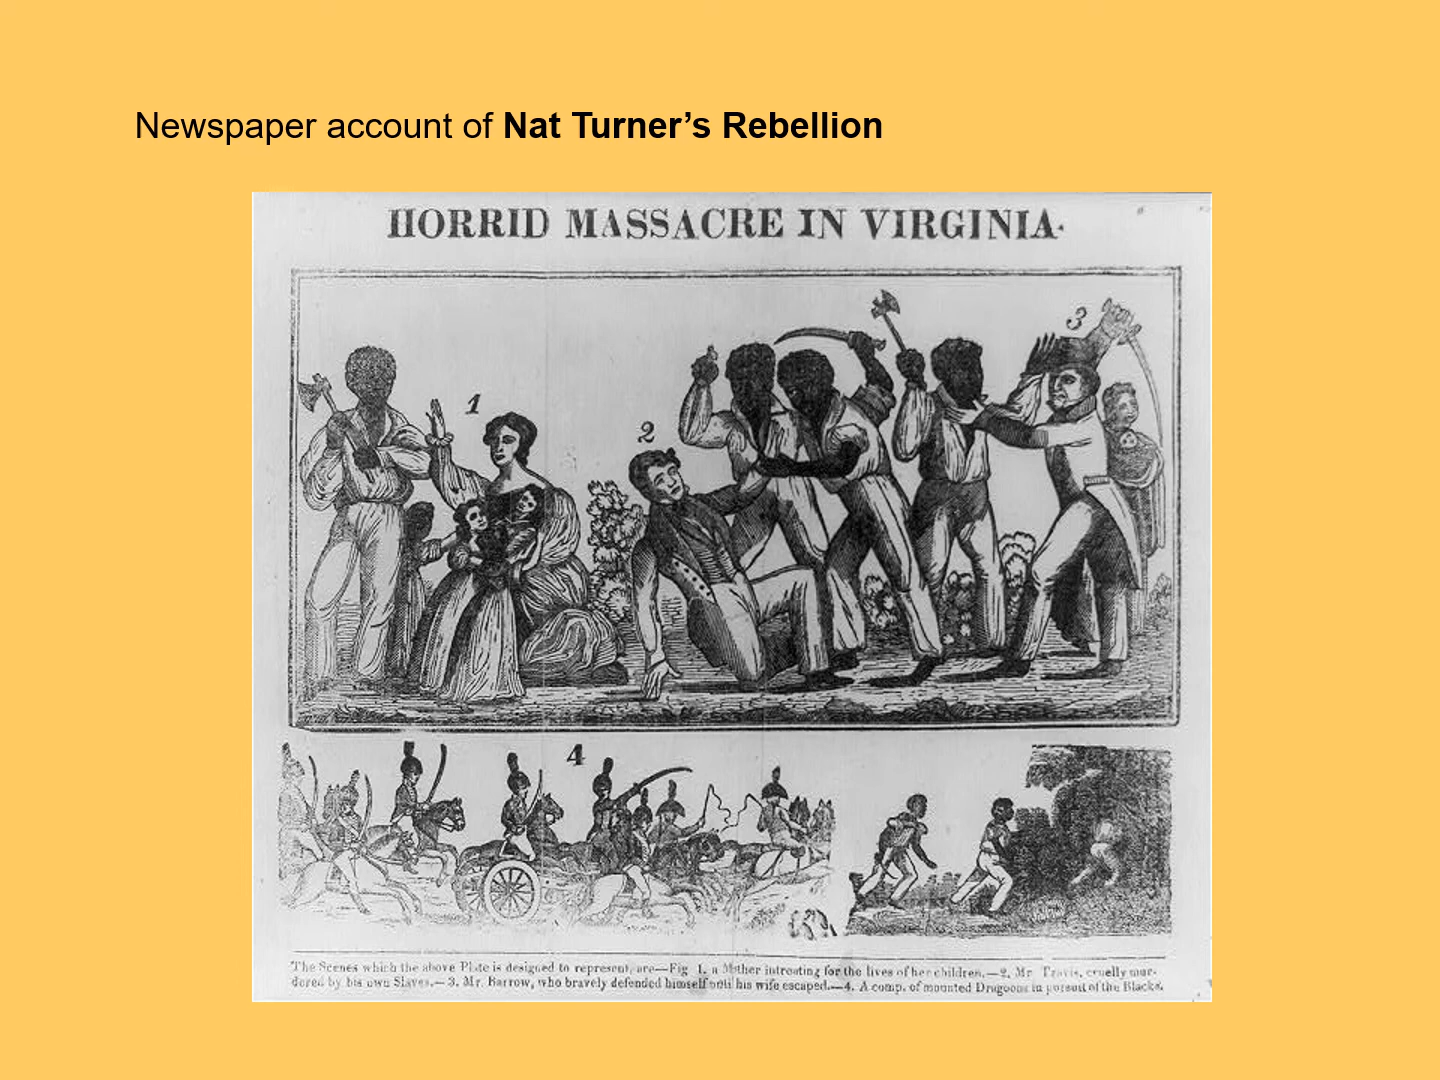 Newspaper account of Nat Turner’s Rebellion
HORRID MASSACRE IN VIRGINIA.
1
2
3
4
The Scenes which the above Plate is designed to represent, are—Fig 1. a Mother intreating for the lives of her children.—2. Mr. Travis, cruelly mur-
dered by his own Slaves.—3. Mr. Barrow, who bravely defended himself until his wife escaped.—4. A comp. of mounted Dragoons in pursuit of the Blacks.